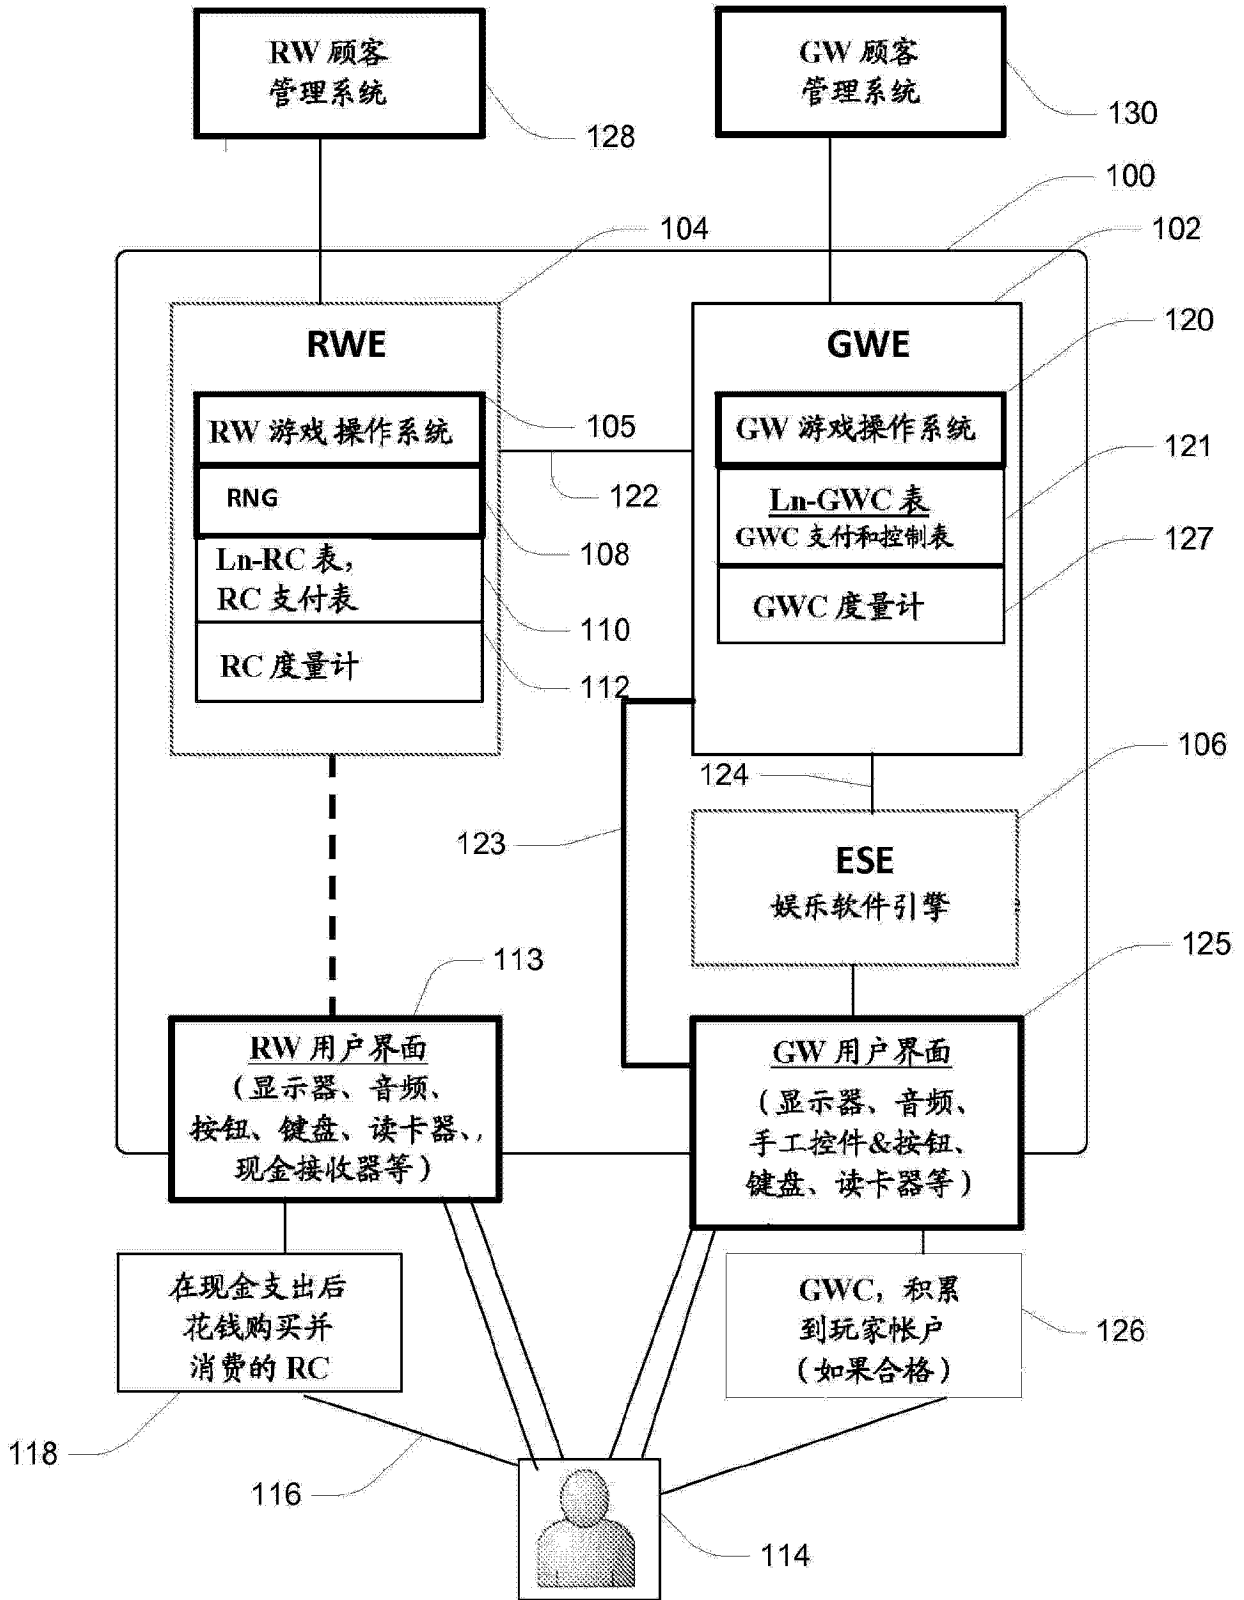 RW 顾客
管理系统
128
GW 顾客
管理系统
130
100
104
102
RWE
GWE
120
RW 游戏 操作系统
105
GW 游戏操作系统
121
RNG
122
Ln-GWC 表
GWC 支付和控制表
108
127
Ln-RC 表，
RC 支付表
110
GWC 度量计
RC 度量计
112
106
124
123
ESE
娱乐软件引擎
113
125
RW 用户界面
（显示器、音频、
按钮、键盘、读卡器、,
现金接收器等）
GW 用户界面
（显示器、音频、
手工控件&按钮、
键盘、读卡器等）
在现金支出后
花钱购买并
消费的 RC
GWC，积累
到玩家帐户
（如果合格）
126
118
116
114